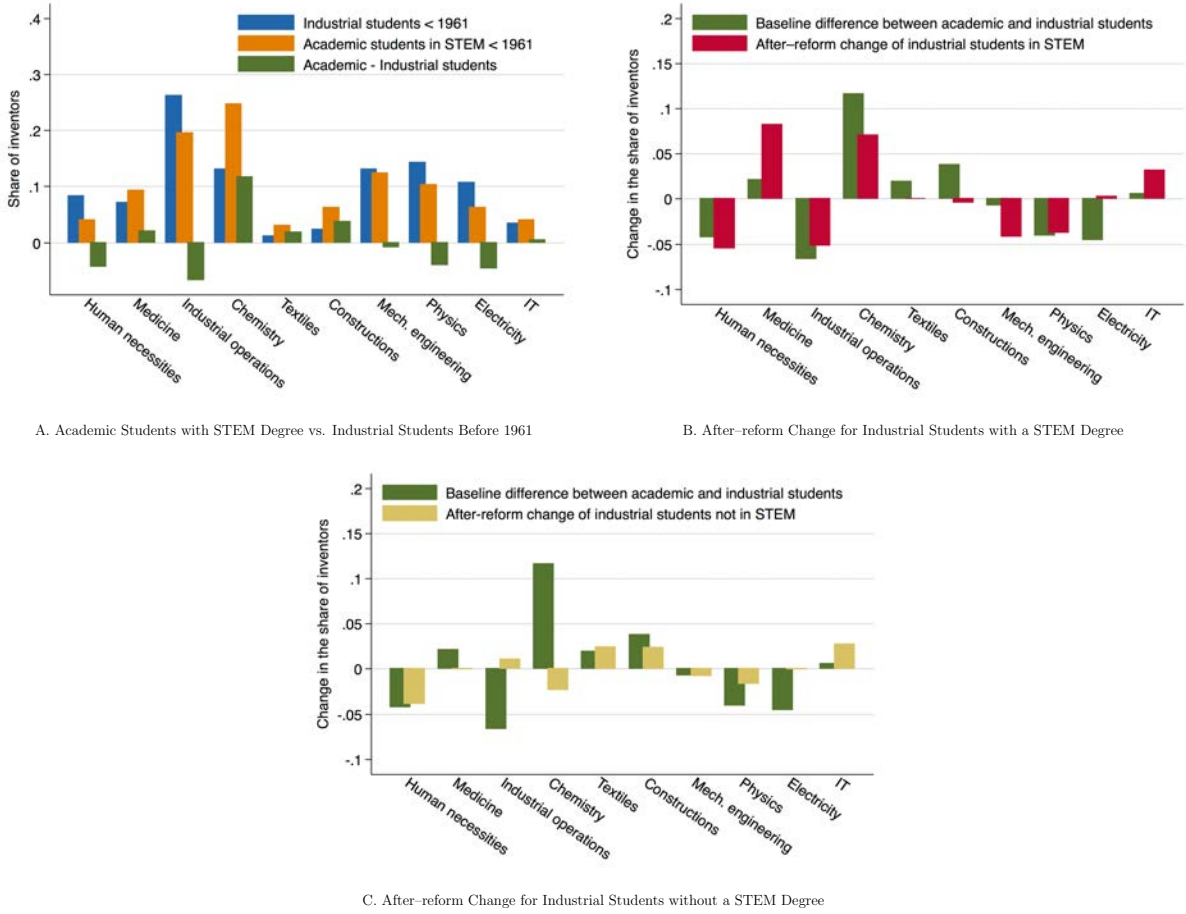 Share of inventors
.4
.3
.2
.1
0
Industrial students < 1961
Academic students in STEM < 1961
Academic - Industrial students
Human necessities
Medicine
Industrial operations
Chemistry
Textiles
Constructions
Mech. engineering
Physics
Electricity
IT
A. Academic Students with STEM Degree vs. Industrial Students Before 1961
Change in the share of inventors
.2
.15
.1
.05
0
-.05
-.1
Baseline difference between academic and industrial students
After–reform change of industrial students in STEM
Human necessities
Medicine
Industrial operations
Chemistry
Textiles
Constructions
Mech. engineering
Physics
Electricity
IT
B. After–reform Change for Industrial Students with a STEM Degree
Change in the share of inventors
.2
.15
.1
.05
0
-.05
-.1
Baseline difference between academic and industrial students
After-reform change of industrial students not in STEM
Human necessities
Medicine
Industrial operations
Chemistry
Textiles
Constructions
Mech. engineering
Physics
Electricity
IT
C. After–reform Change for Industrial Students without a STEM Degree